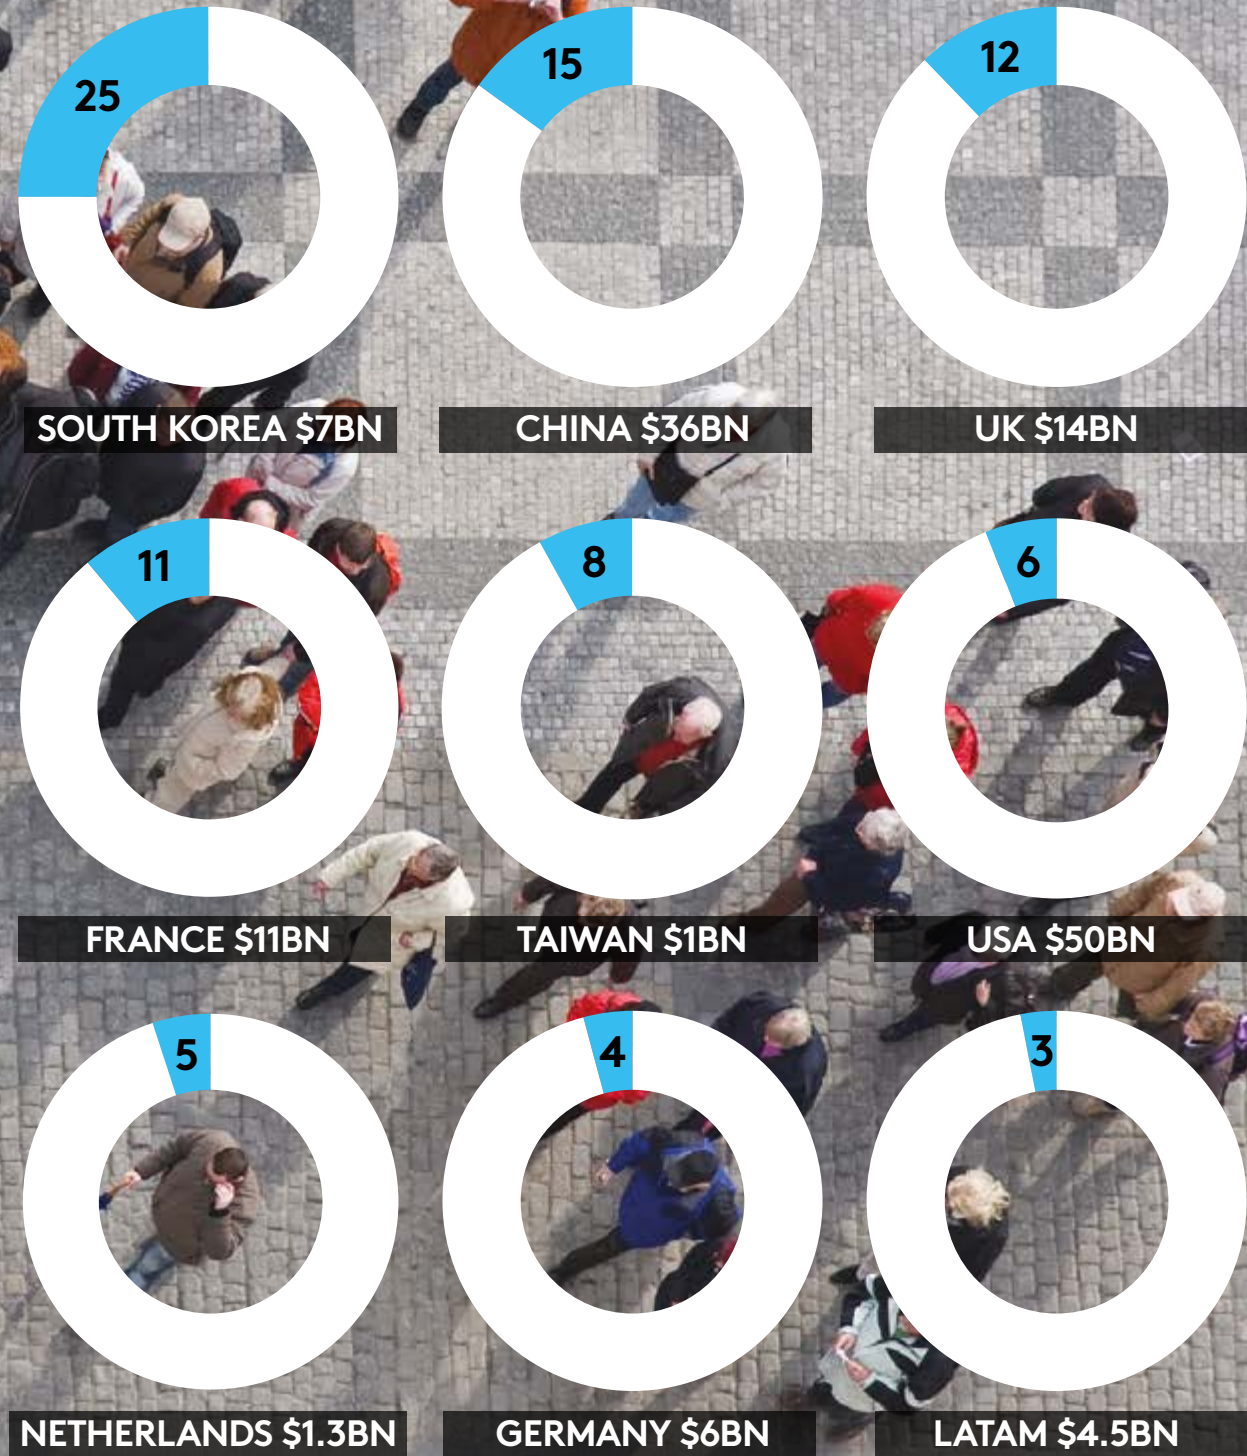 25
15
12
SOUTH KOREA $7BN
CHINA $36BN
UK $14BN
11
8
6
FRANCE $11BN
TAIWAN $1BN
USA $50BN
5
4
3
NETHERLANDS $1.3BN
GERMANY $6BN
LATAM $4.5BN